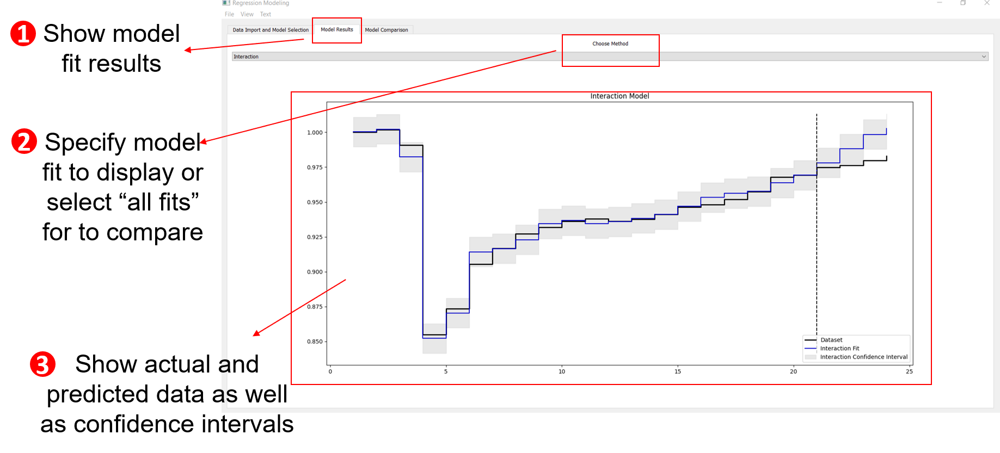 Regression Modeling
File View Text
Data Import and Model Selection Model Results Model Comparison
Choose Method
Interaction
1 Show model
fit results
2 Specify model
fit to display or
select “all fits”
for to compare
3 Show actual and
predicted data as well
as confidence intervals
Interaction Model
1.000
0.975
0.950
0.925
0.900
0.875
0.850
0 5 10 15 20 25
Dataset
Interaction Fit
Interaction Confidence Interval